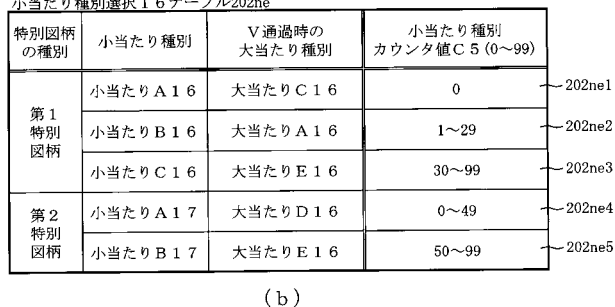 小当たり種別選択16テーブル202ne
特別図柄の種別 小当たり種別 V通過時の大当たり種別 小当たり種別カウンタ値C5(0~99)
第1特別図柄 小当たりA16 大当たりC16 0 202ne1
小当たりB16 大当たりA16 1~29 202ne2
小当たりC16 大当たりE16 30~99 202ne3
第2特別図柄 小当たりA17 大当たりD16 0~49 202ne4
小当たりB17 大当たりE16 50~99 202ne5
(b)